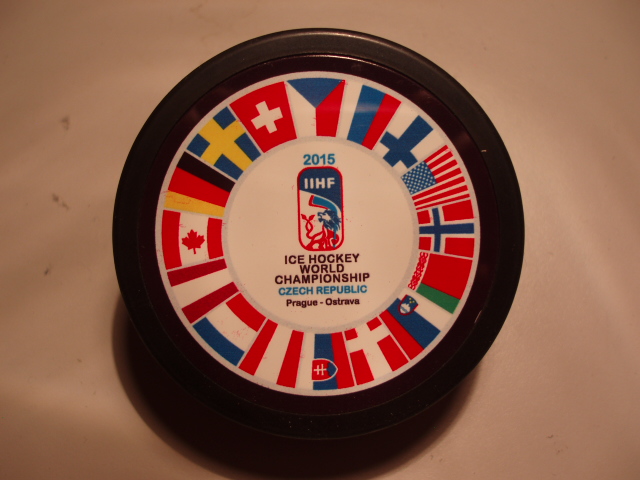 2015
IIHF
ICE HOCKEY
WORLD
CHAMPIONSHIP
CZECH REPUBLIC
Prague - Ostrava